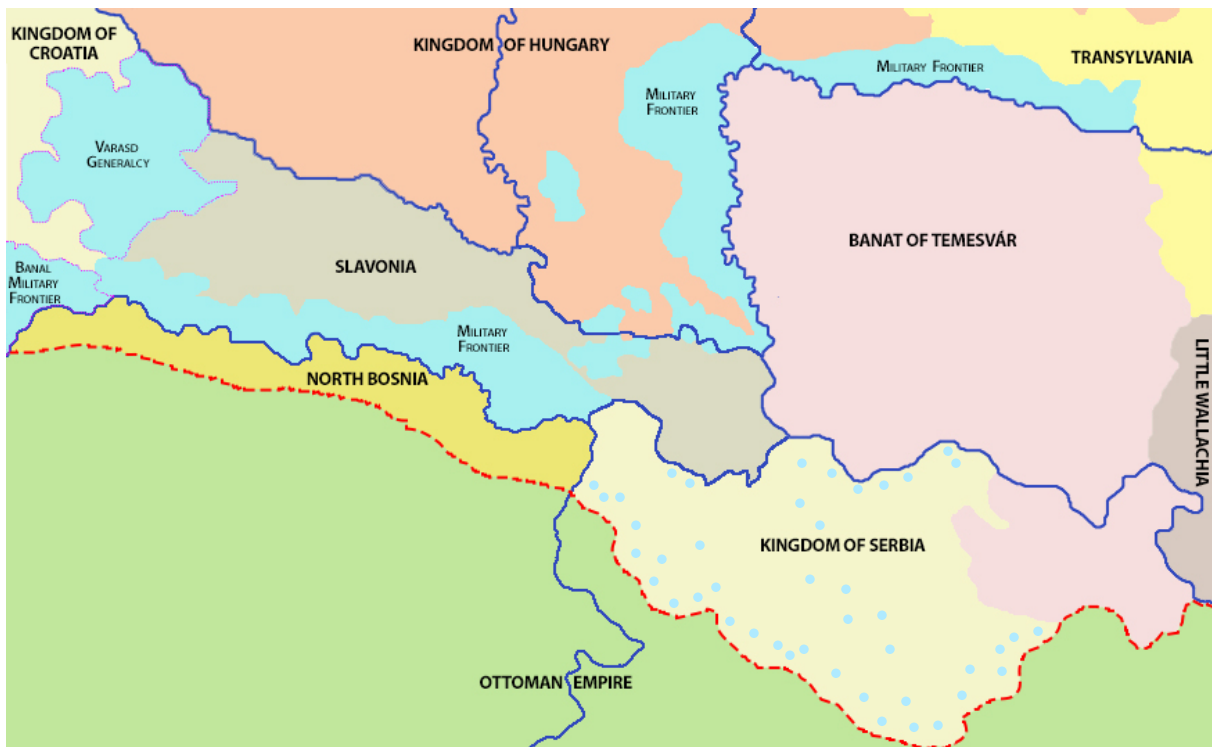 KINGDOM OF
CROATIA
KINGDOM OF HUNGARY
TRANSYLVANIA
Military Frontier
Military
Frontier
Varasd
Generalcy
BANAT OF TEMESVÁR
SLAVONIA
Banal
Military
Frontier
Military
Frontier
NORTH BOSNIA
LITTLE WALLACHIA
KINGDOM OF SERBIA
OTTOMAN EMPIRE